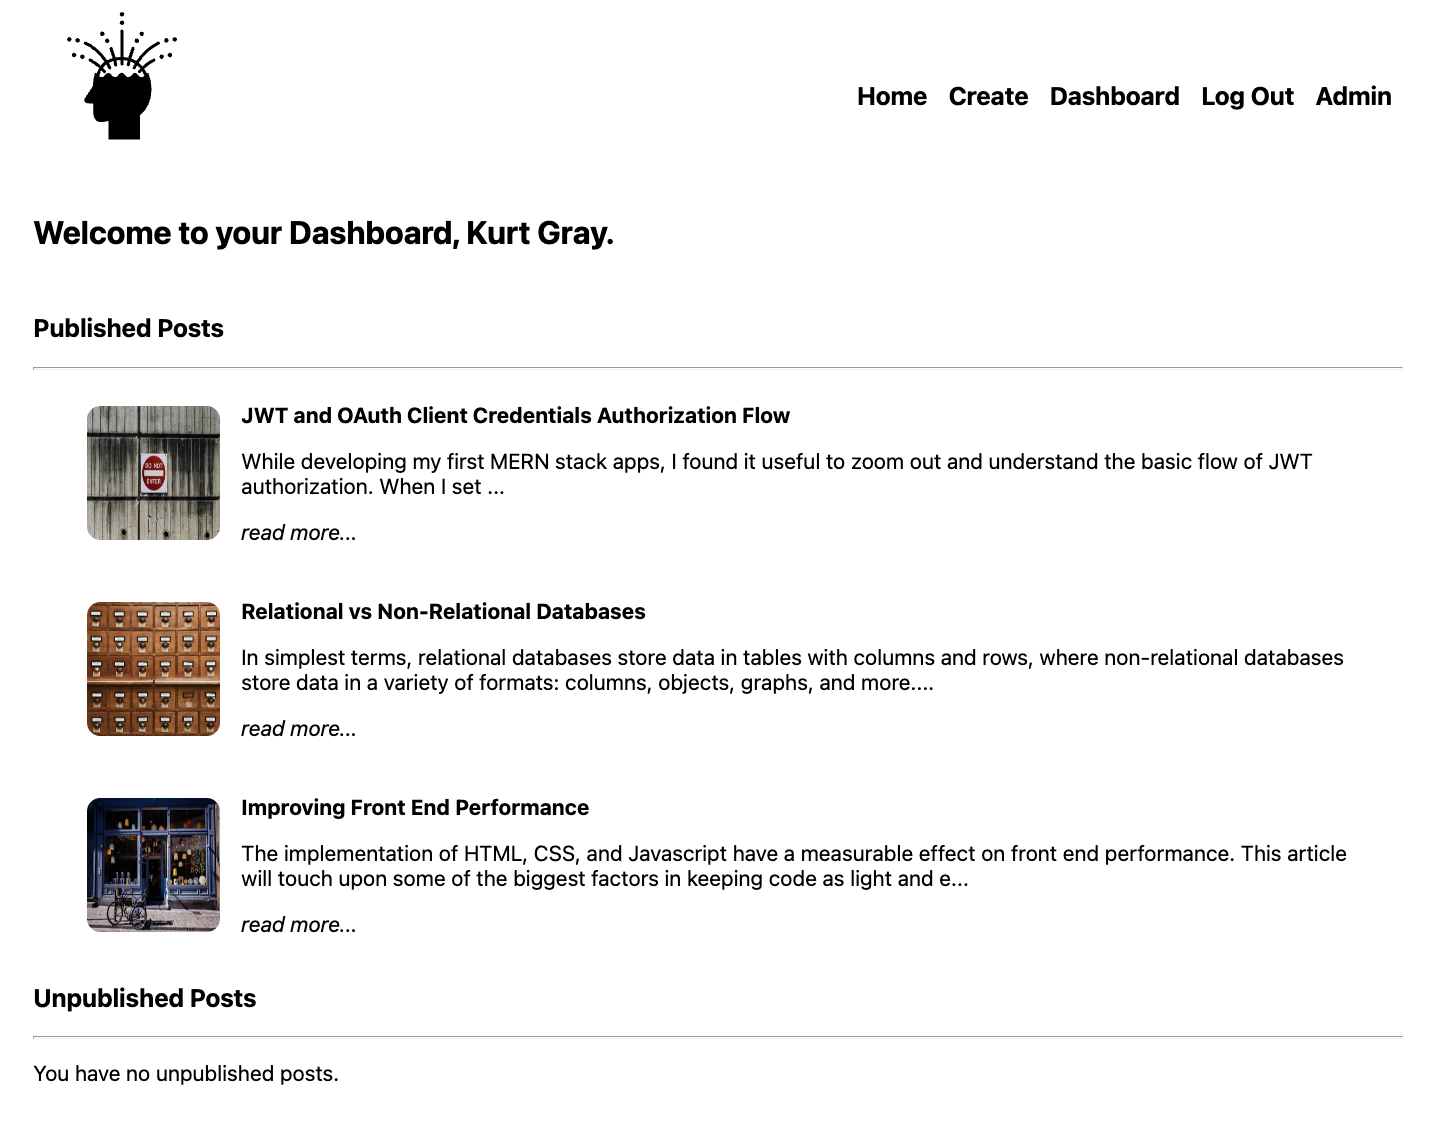 Home Create Dashboard Log Out Admin
Welcome to your Dashboard, Kurt Gray.
Published Posts
JWT and OAuth Client Credentials Authorization Flow
While developing my first MERN stack apps, I found it useful to zoom out and understand the basic flow of JWT
authorization. When I set ...
DO NOT
ENTER
read more...
Relational vs Non-Relational Databases
In simplest terms, relational databases store data in tables with columns and rows, where non-relational databases
store data in a variety of formats: columns, objects, graphs, and more....
read more...
Improving Front End Performance
The implementation of HTML, CSS, and Javascript have a measurable effect on front end performance. This article
will touch upon some of the biggest factors in keeping code as light and e...
read more...
Unpublished Posts
You have no unpublished posts.